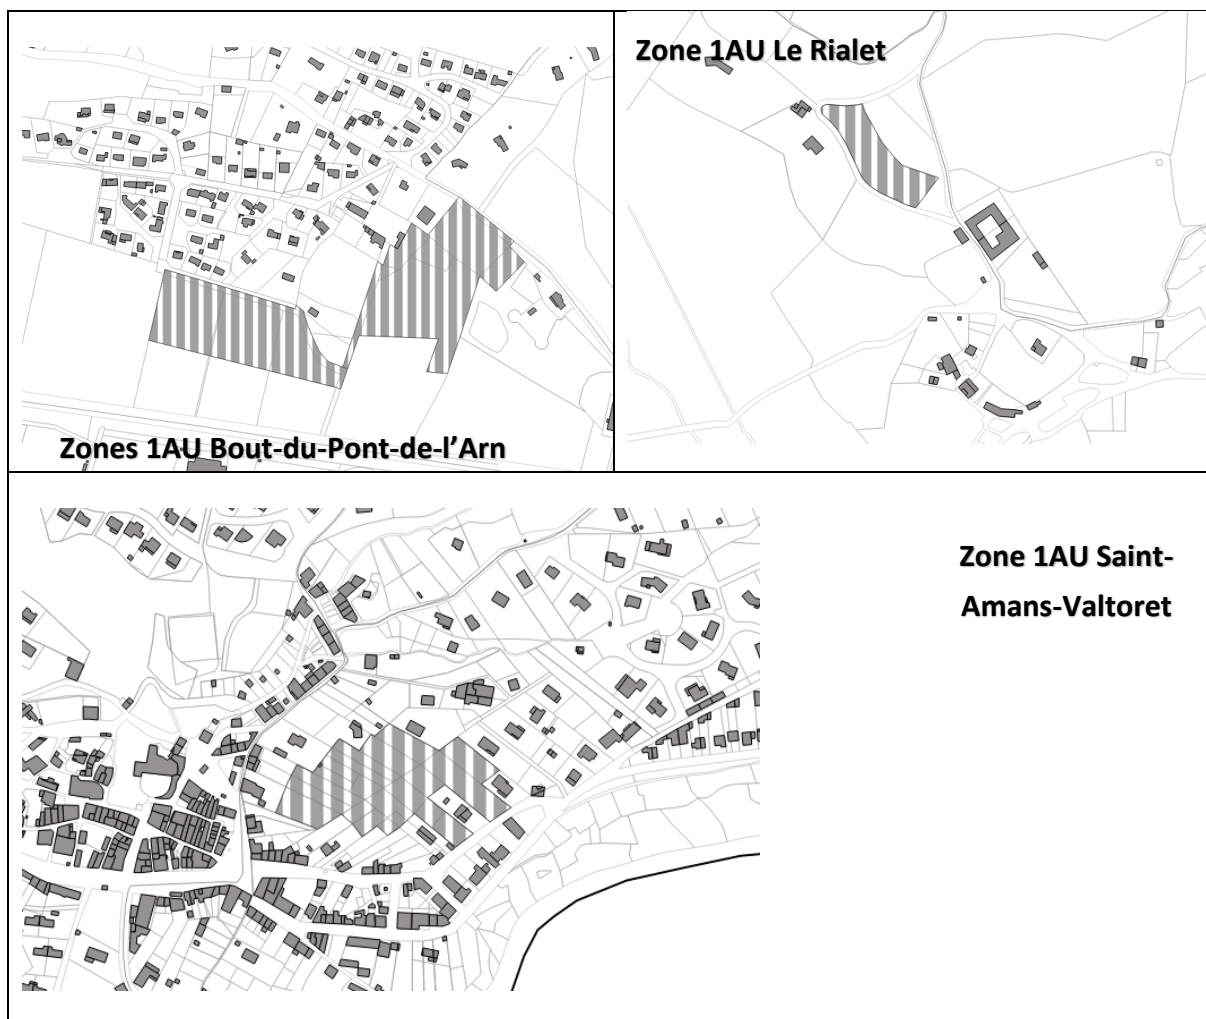 Zone 1AU Le Rialet
Zones 1AU Bout-du-Pont-de-l’Arn
Zone 1AU Saint-
Amans-Valtoret